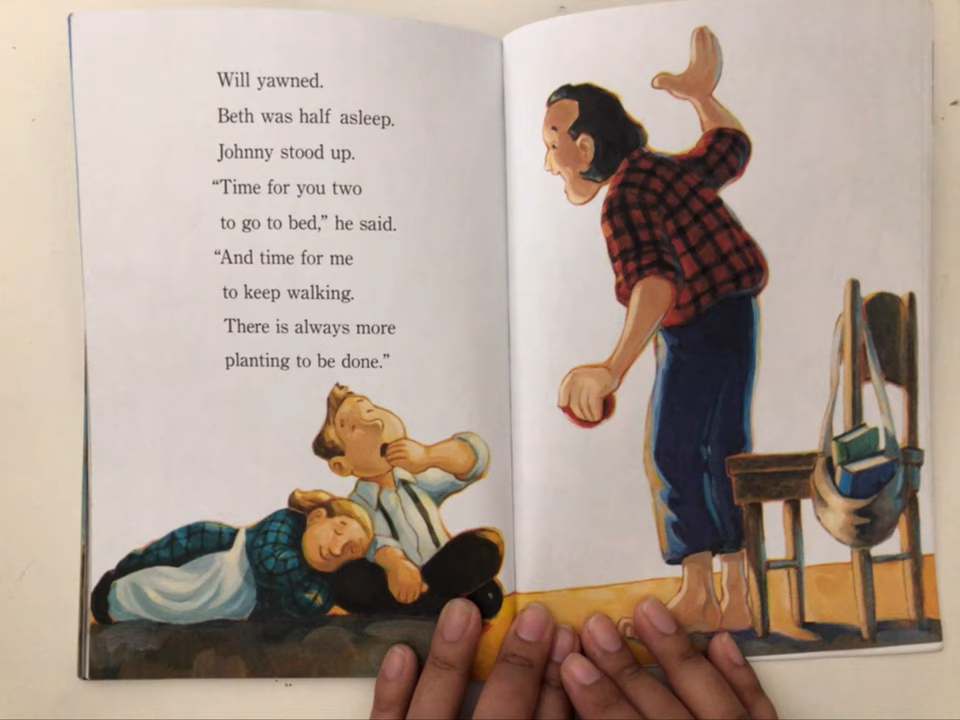 Will yawned.
Beth was half asleep.
Johnny stood up.
“Time for you two
to go to bed,” he said.
“And time for me
to keep walking.
There is always more
planting to be done.”